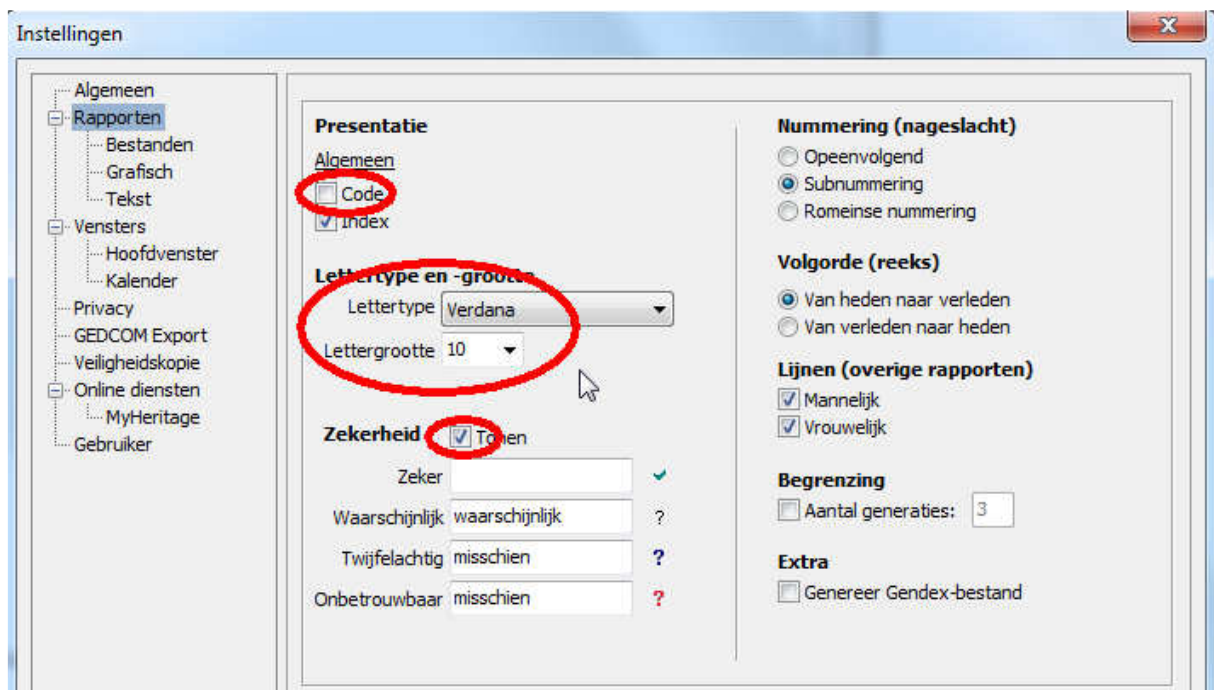 Instellingen
Algemeen
Rapporten
Bestanden
Grafisch
Tekst
Vensters
Hoofdvenster
Kalender
Privacy
GEDCOM Export
Veiligheidskopie
Online diensten
MyHeritage
Gebruiker
Presentatie
Algemeen
Code
Index
Lettertype en -grootte
Lettertype Verdana
Lettergrootte 10
Zekerheid Tonen
Zeker
Waarschijnlijk waarschijnlijk ?
Twijfelachtig misschien ?
Onbetrouwbaar misschien ?
Nummering (nageslacht)
Opeenvolgend
Subnummering
Romeinse nummering
Volgorde (reeks)
Van heden naar verleden
Van verleden naar heden
Lijnen (overige rapporten)
Mannelijk
Vrouwelijk
Begrenzing
Aantal generaties: 3
Extra
Genereer Gendex-bestand